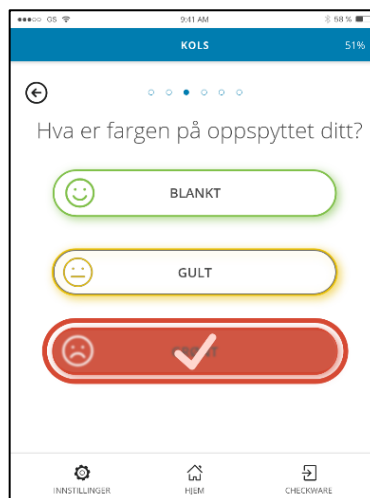 GS 9:41 AM 58 %
KOLS 51%
Hva er fargen på oppspyttet ditt?
BLANKT
GULT
INNSTILLINGER HJEM CHECKWARE